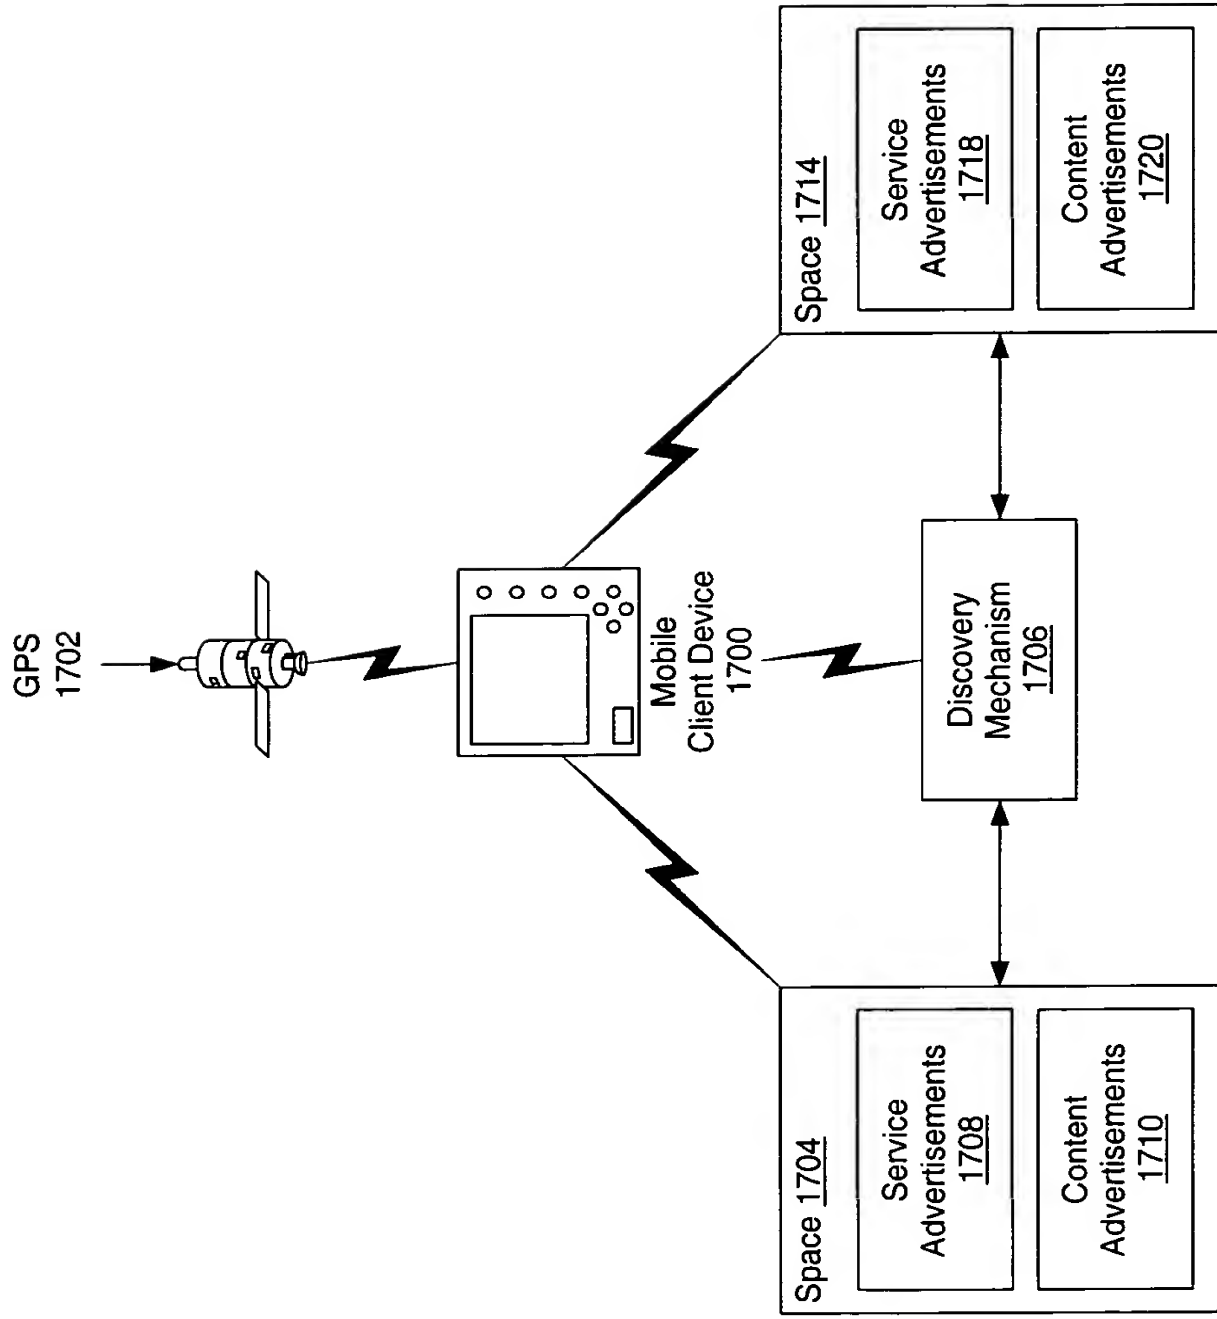 GPS
1702
Mobile
Client Device
1700
Space 1704
Service
Advertisements
1708
Content
Advertisements
1710
Discovery
Mechanism
1706
Space 1714
Service
Advertisements
1718
Content
Advertisements
1720